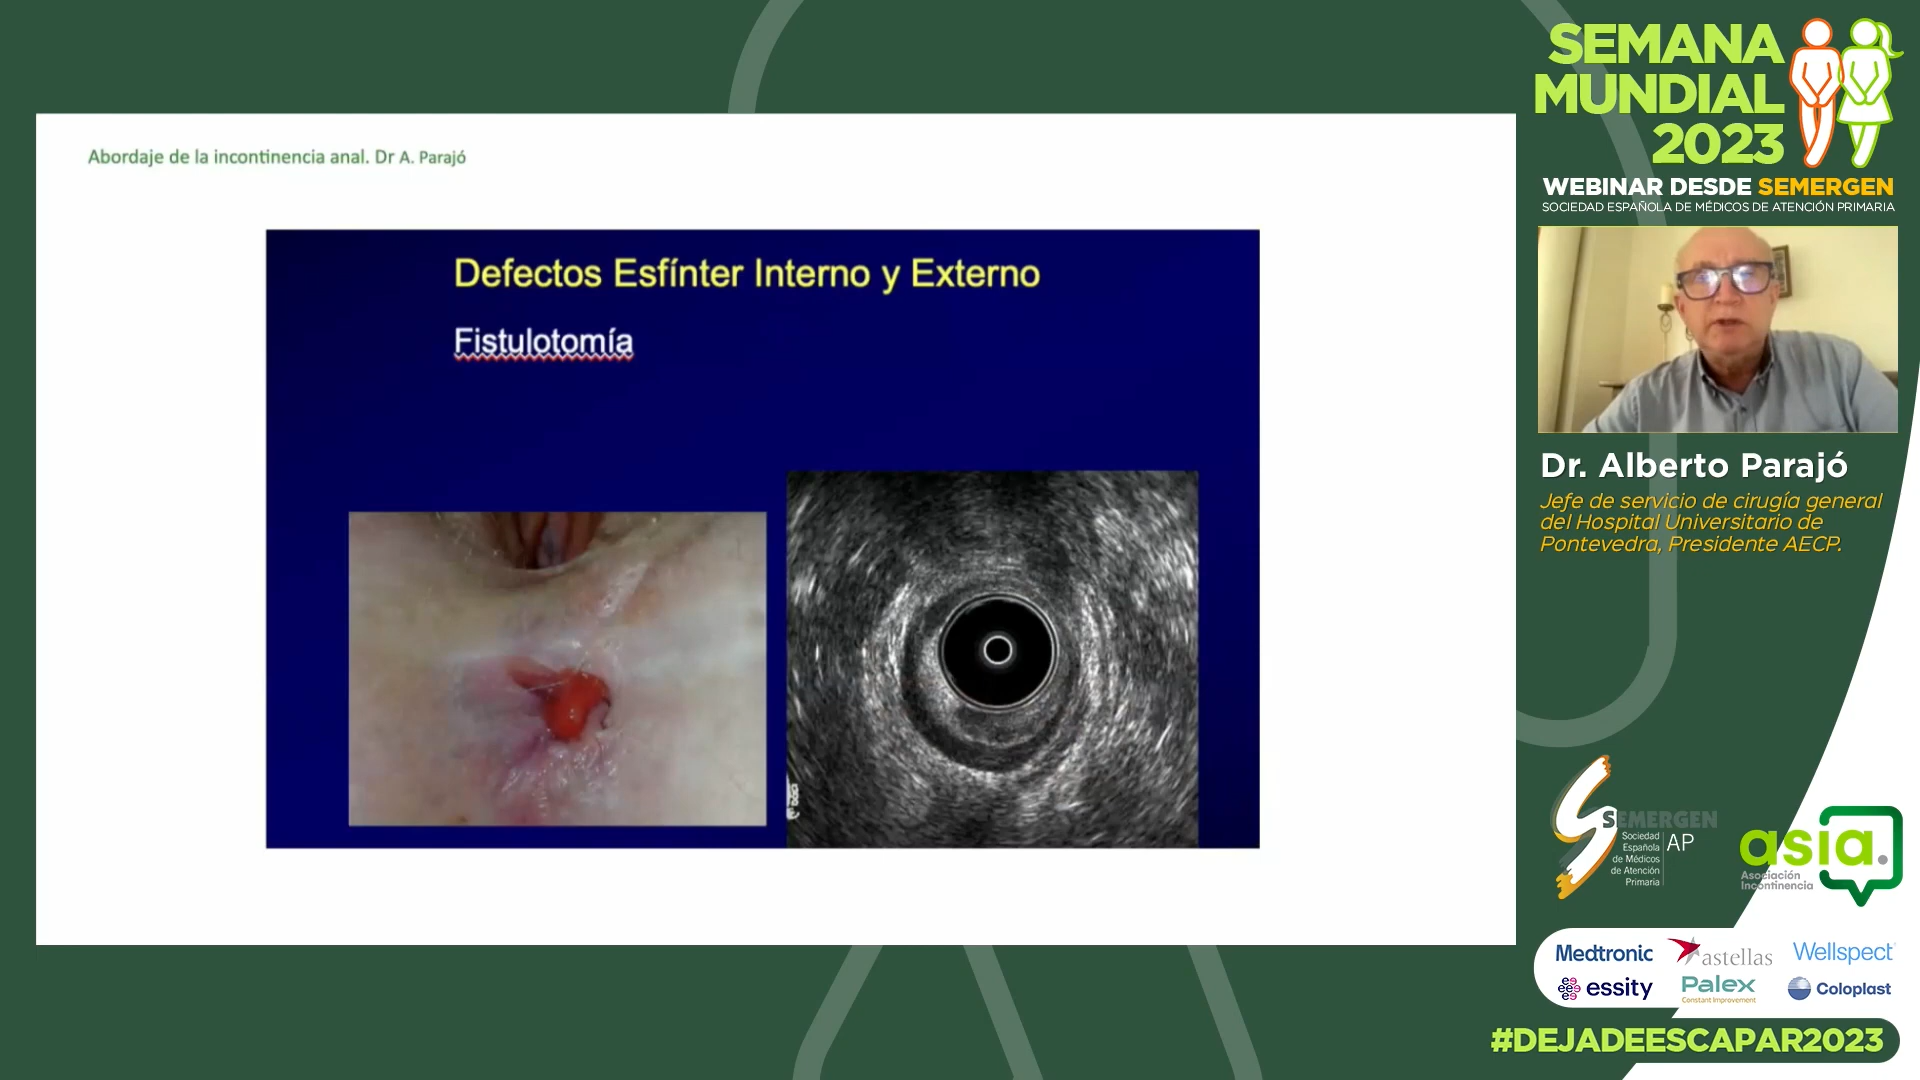 Abordaje de la incontinencia anal. Dr A. Parajó
Defectos Esfínter Interno y Externo
Fistulotomía
SEMANA
MUNDIAL
2023
WEBINAR DESDE SEMERGEN
SOCIEDAD ESPAÑOLA DE MÉDICOS DE ATENCIÓN PRIMARIA
Dr. Alberto Parajó
Jefe de servicio de cirugía general
del Hospital Universitario de
Pontevedra, Presidente AECP.
SEMERGEN
Sociedad
Española
de Médicos
de Atención
Primaria
AP
asia.
Asociación
Incontinencia
Medtronic
astellas
Wellspect
essity
Palex
Constant Improvement
Coloplast
#DEJADEESCAPAR2023